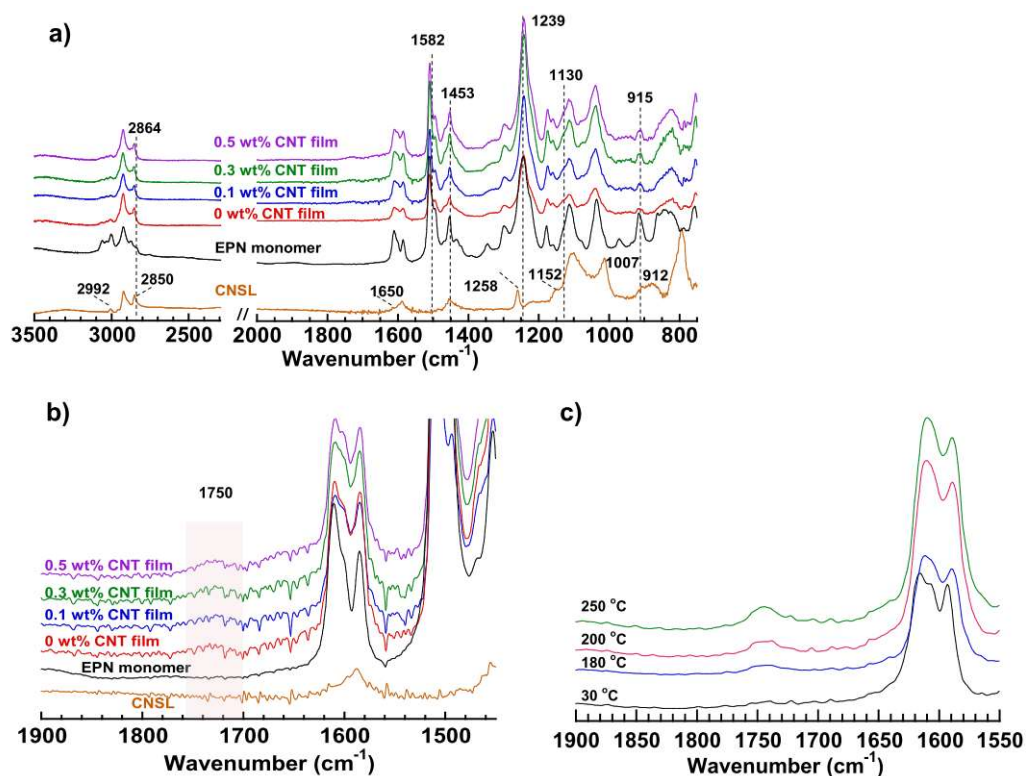 a)
1582
1239
1453
1130
915
2864
0.5 wt% CNT film
0.3 wt% CNT film
0.1 wt% CNT film
0 wt% CNT film
EPN monomer
CNSL
2992
2850
1650
1258
1152
1007
912
3500 3000 2500 // 2000 1800 1600 1400 1200 1000 800
Wavenumber (cm-1)
b)
1750
0.5 wt% CNT film
0.3 wt% CNT film
0.1 wt% CNT film
0 wt% CNT film
EPN monomer
CNSL
1900 1800 1700 1600 1500
Wavenumber (cm-1)
c)
250 °C
200 °C
180 °C
30 °C
1900 1850 1800 1750 1700 1650 1600 1550
Wavenumber (cm-1)